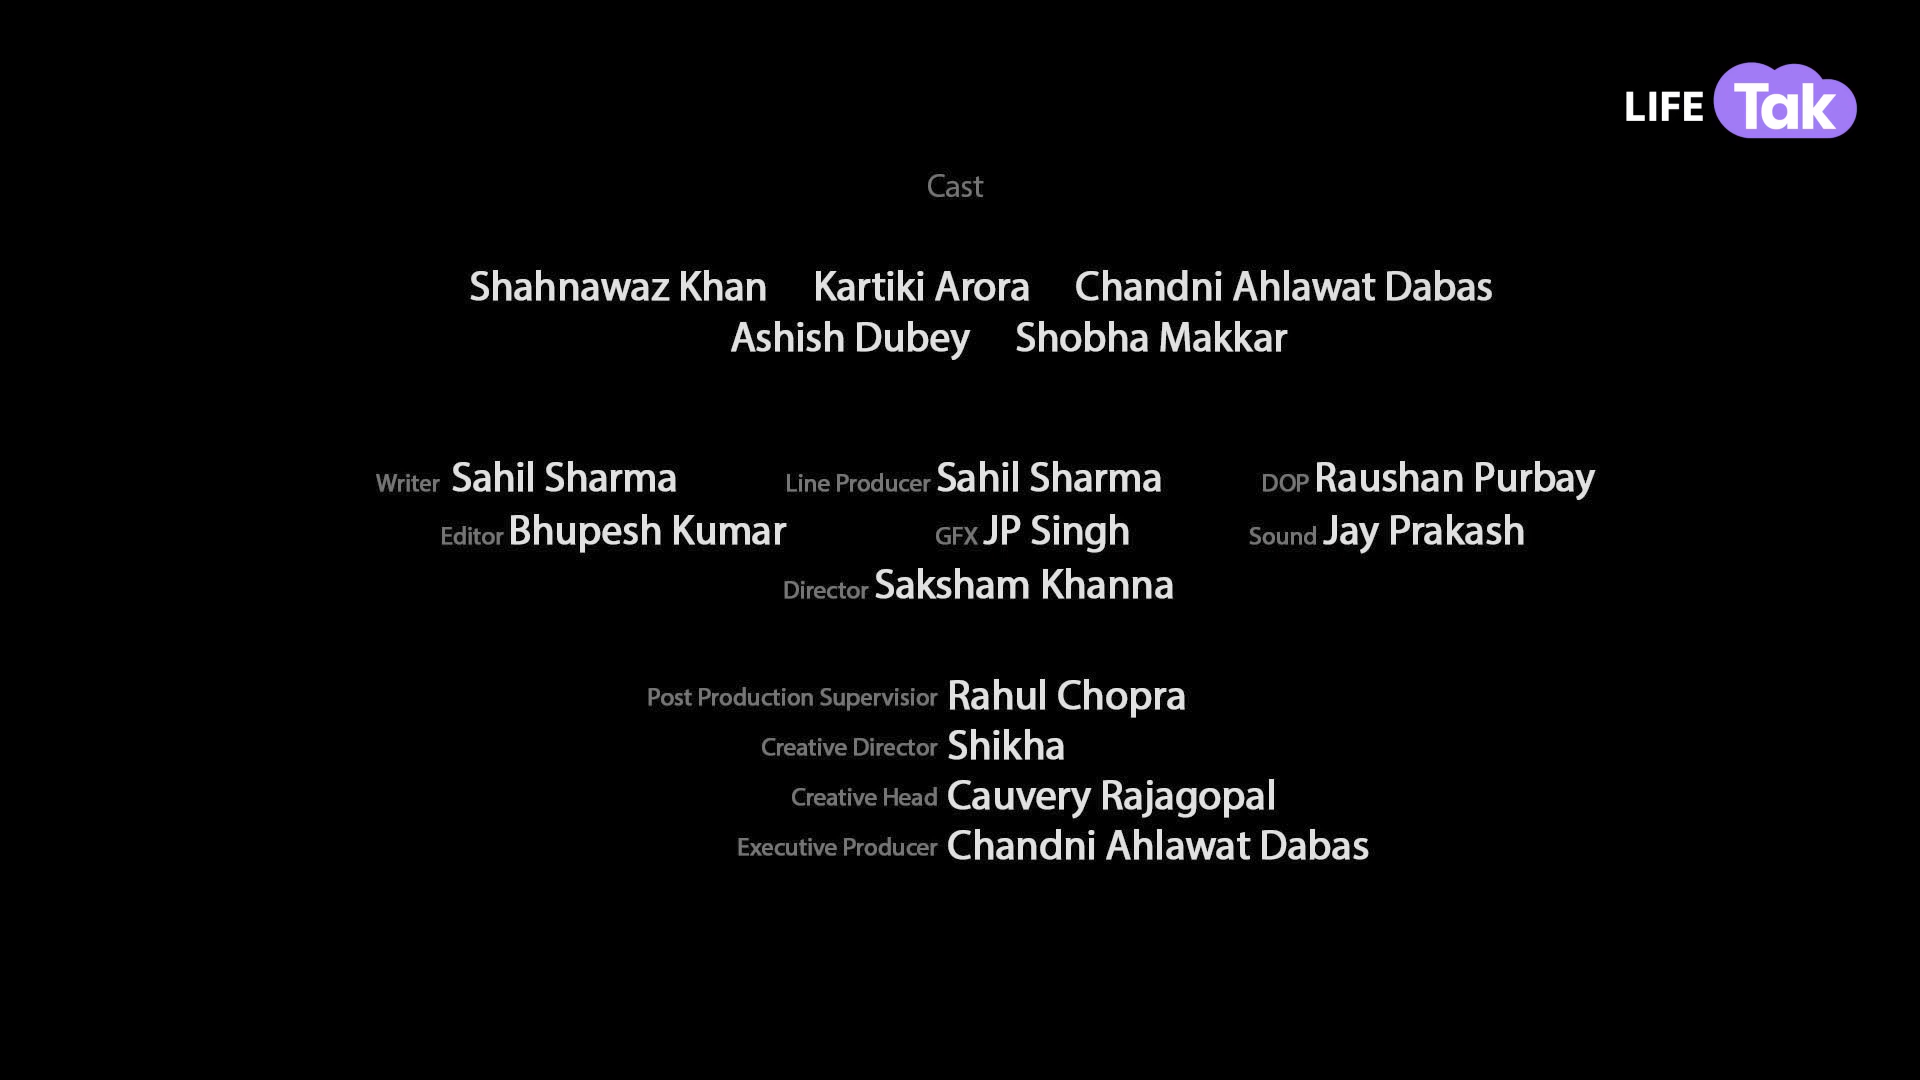 LIFE Tak
Cast
Shahnawaz Khan Kartiki Arora Chandni Ahlawat Dabas
Ashish Dubey Shobha Makkar
Writer Sahil Sharma Line Producer Sahil Sharma DOP Raushan Purbay
Editor Bhupesh Kumar GFX JP Singh Sound Jay Prakash
Director Saksham Khanna
Post Production Supervisior Rahul Chopra
Creative Director Shikha
Creative Head Cauvery Rajagopal
Executive Producer Chandni Ahlawat Dabas